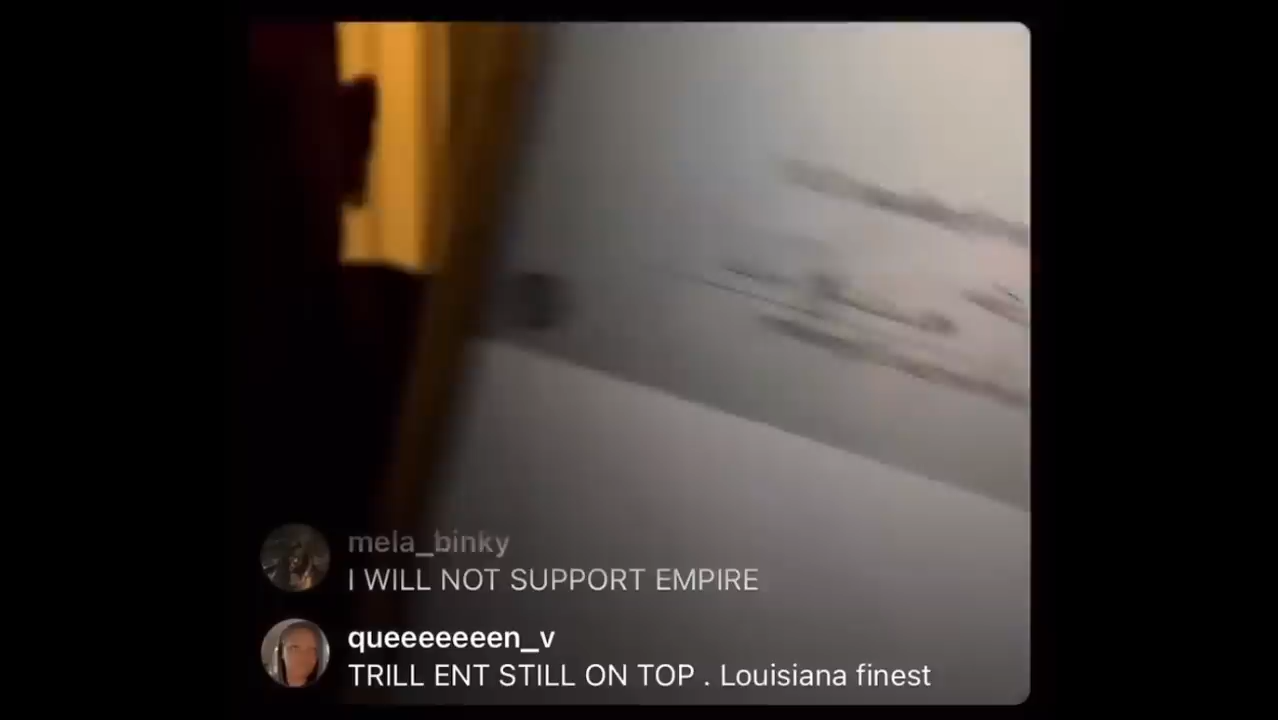 mela_binky
I WILL NOT SUPPORT EMPIRE
queeeeeeen_v
TRILL ENT STILL ON TOP . Louisiana finest